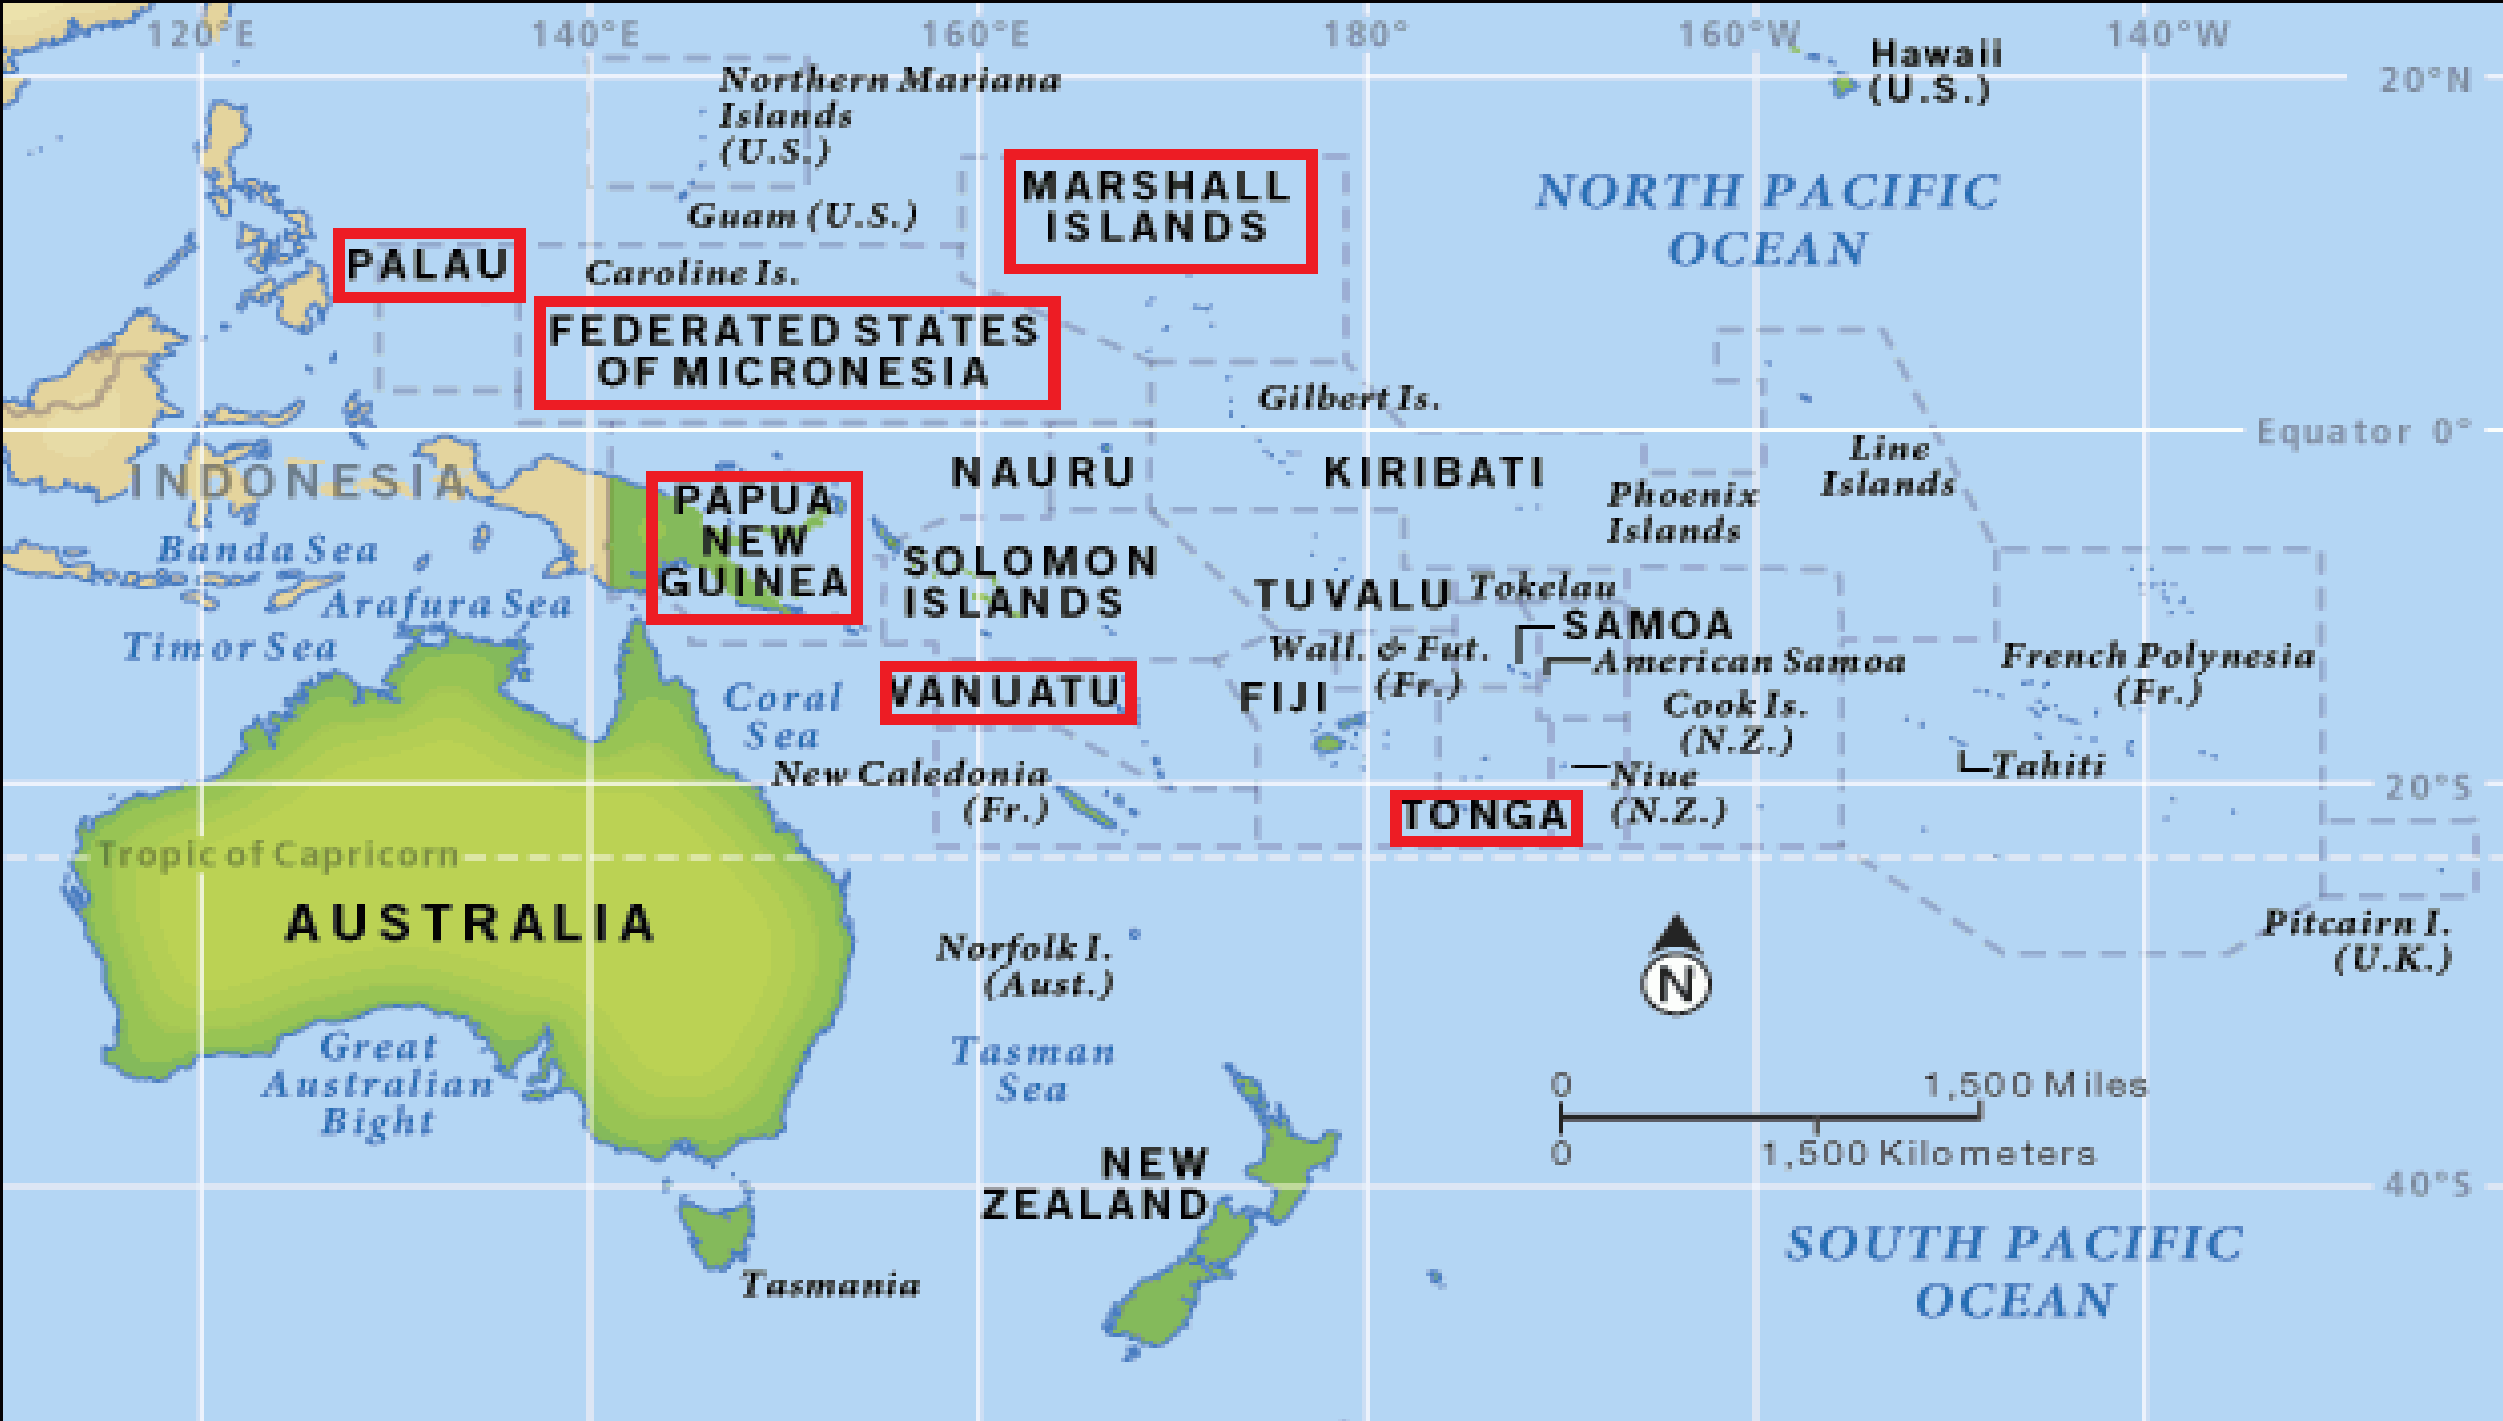 120°E
140°E
160°E
180°
160°W
140°W
Hawaii
(U.S.)
20°N
Northern Mariana
Islands
(U.S.)
MARSHALL
ISLANDS
NORTH PACIFIC
OCEAN
Guam (U.S.)
PALAU
Caroline Is.
FEDERATED STATES
OF MICRONESIA
Gilbert Is.
Equator 0°
Line
Islands
INDONESIA
NAURU
KIRIBATI
PAPUA
NEW
GUINEA
Phoenix
Islands
Banda Sea
SOLOMON
ISLANDS
Arafura Sea
TUVALU
Tokelau
Timor Sea
SAMOA
Wall. & Fut.
(Fr.)
American Samoa
French Polynesia
(Fr.)
Coral
Sea
VANUATU
FIJI
Cook Is.
(N.Z.)
New Caledonia
(Fr.)
Niue
(N.Z.)
Tahiti
20°S
TONGA
Tropic of Capricorn
AUSTRALIA
Norfolk I.
(Aust.)
N
Pitcairn I.
(U.K.)
Great
Australian
Bight
Tasman
Sea
0
1,500 Miles
0
1,500 Kilometers
NEW
ZEALAND
40°S
SOUTH PACIFIC
OCEAN
Tasmania